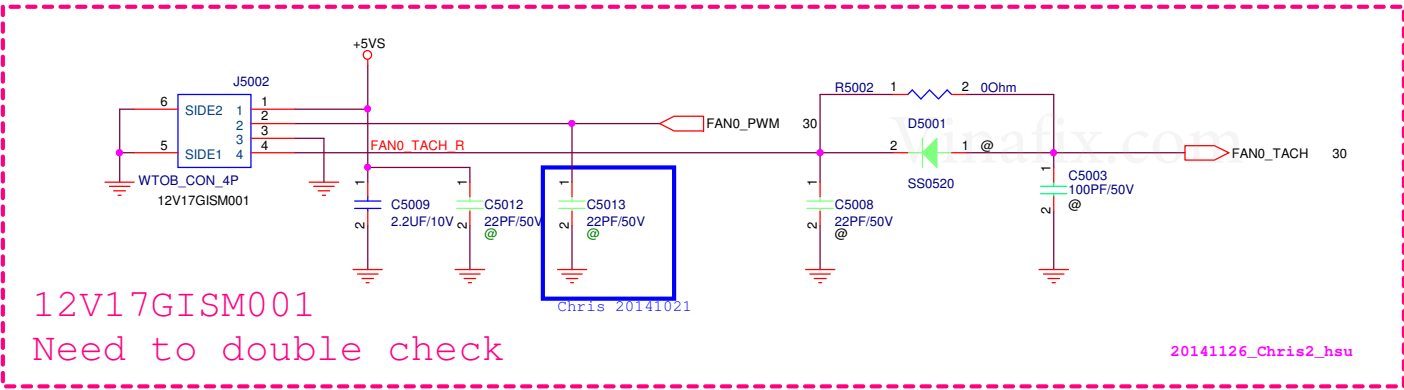 +5VS
J5002
6 SIDE2 1 1
2 2
3 3
5 SIDE1 4 4
WTOB_CON_4P
12V17GISM001
FAN0_TACH_R
FAN0_PWM 30
R5002 1 2 0Ohm
D5001
2 1 @
SS0520
Vinafix.com
FAN0_TACH 30
1 C5009
2 2.2UF/10V
1 C5012
2 22PF/50V
@
1 C5013
2 22PF/50V
@
1 C5008
2 22PF/50V
@
1 C5003
2 100PF/50V
@
Chris 20141021
12V17GISM001
Need to double check
20141126_Chris2_hsu